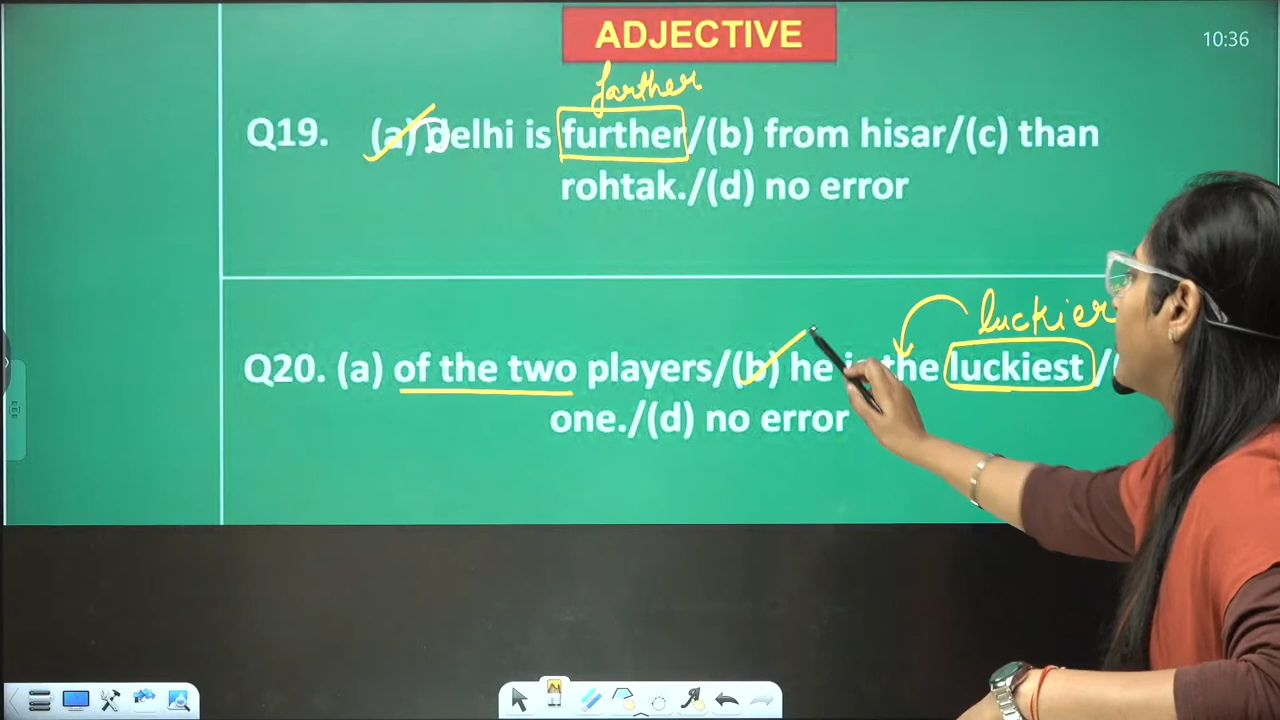 ADJECTIVE
10:36
farther
Q19. (a) Delhi is further/(b) from hisar/(c) than
rohtak./(d) no error
luckier
Q20. (a) of the two players/(b) he is the luckiest /
one./(d) no error